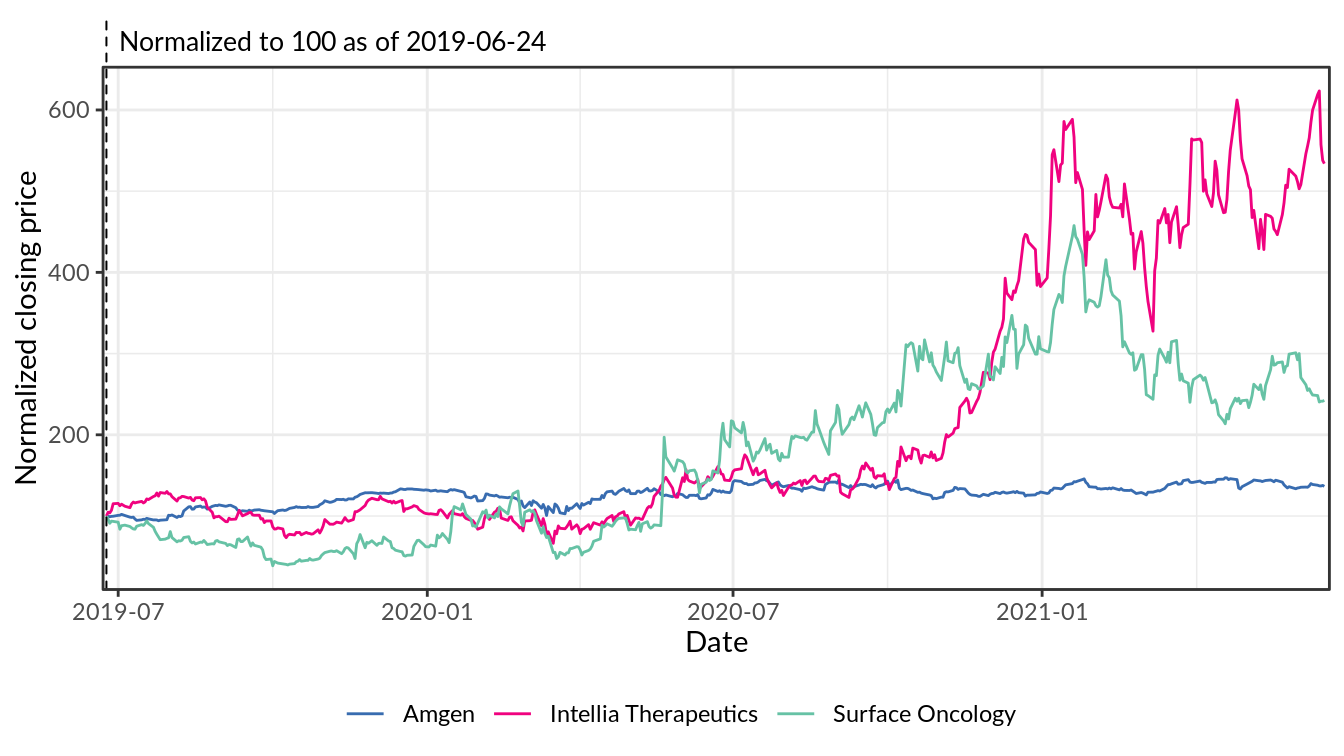 Normalized to 100 as of 2019-06-24
600
400
200
Normalized closing price
2019-07 2020-01 2020-07 2021-01
Date
Amgen Intellia Therapeutics Surface Oncology